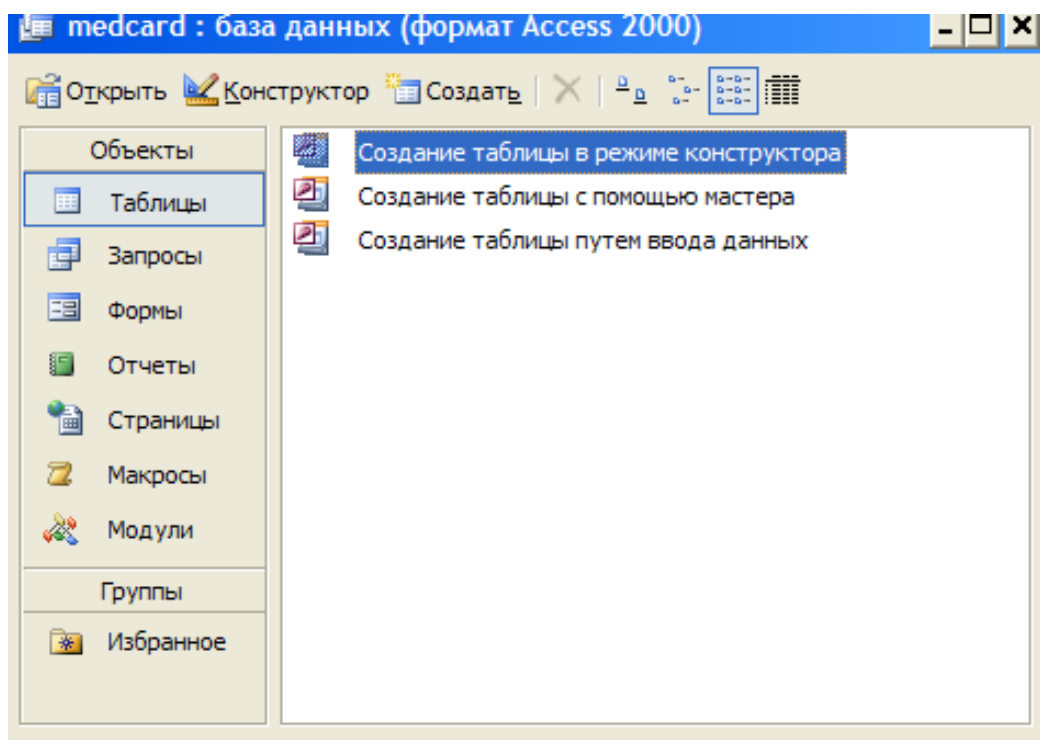 medcard : база данных (формат Access 2000)
Открыть Конструктор Создать
Объекты
Таблицы
Запросы
Формы
Отчеты
Страницы
Макросы
Модули
Группы
Избранное
Создание таблицы в режиме конструктора
Создание таблицы с помощью мастера
Создание таблицы путем ввода данных